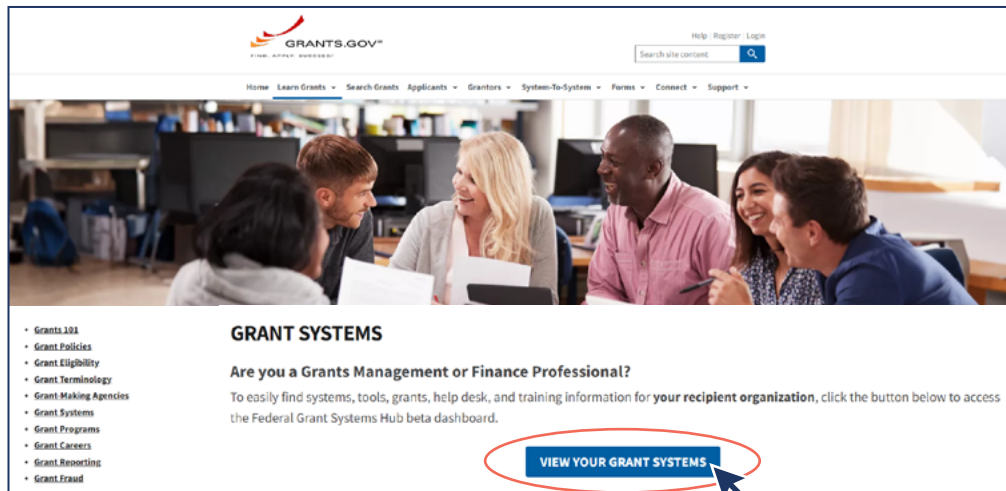 GRANTS.GOV℠
FIND. APPLY. SUCCEED.℠
Help | Register | Login
Search site content
Home Learn Grants Search Grants Applicants Grantors System-To-System Forms Connect Support
Grants 101
Grant Policies
Grant Eligibility
Grant Terminology
Grant-Making Agencies
Grant Systems
Grant Programs
Grant Careers
Grant Reporting
Grant Fraud
GRANT SYSTEMS
Are you a Grants Management or Finance Professional?
To easily find systems, tools, grants, help desk, and training information for your recipient organization, click the button below to access
the Federal Grant Systems Hub beta dashboard.
VIEW YOUR GRANT SYSTEMS